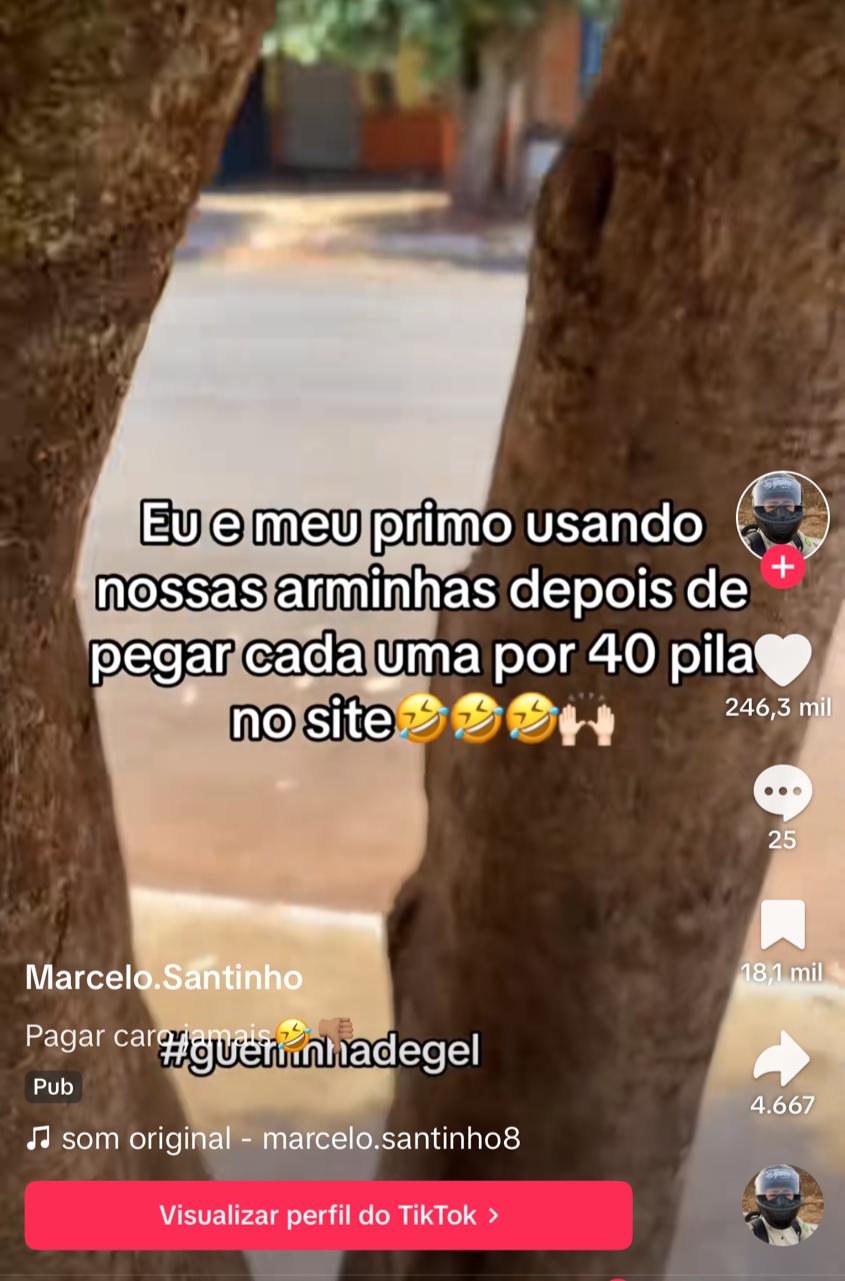 Eu e meu primo usando
nossas arminhas depois de
pegar cada uma por 40 pila
no site🤣🤣🤣🙌🏻
246,3 mil
25
18,1 mil
Marcelo.Santinho
Pagar caro jamais🤣👎🏽
#guerrinhadegel
Pub
4.667
som original - marcelo.santinho8
Visualizar perfil do TikTok >